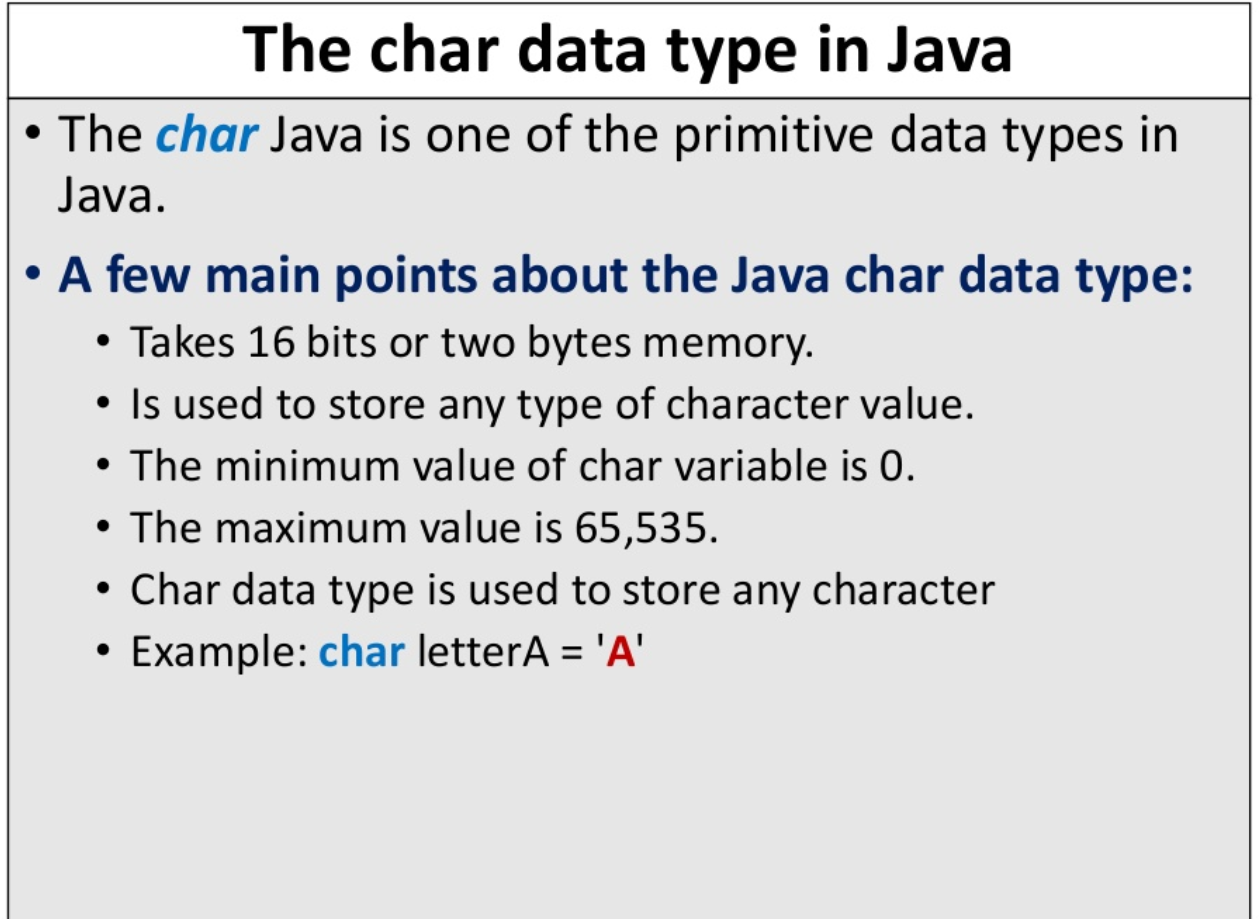 The char data type in Java
• The char Java is one of the primitive data types in
Java.
• A few main points about the Java char data type:
• Takes 16 bits or two bytes memory.
• Is used to store any type of character value.
• The minimum value of char variable is 0.
• The maximum value is 65,535.
• Char data type is used to store any character
• Example: char letterA = 'A'